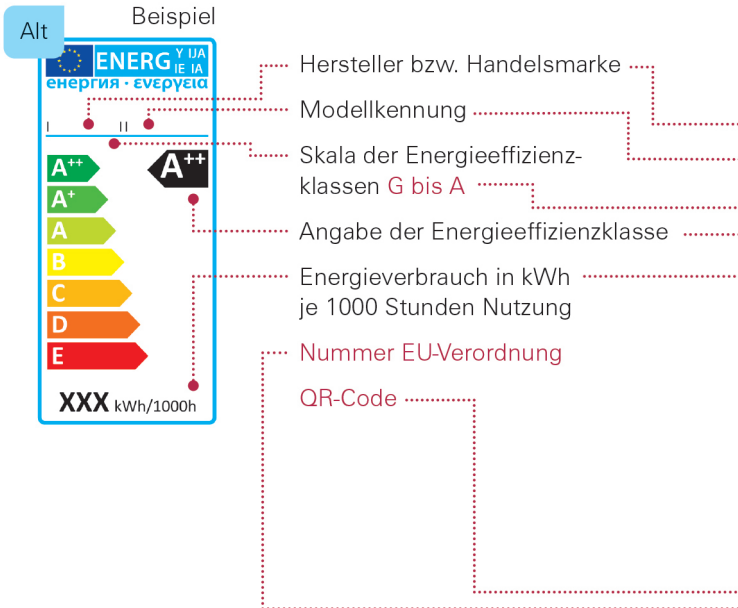 Alt
Beispiel
ENERG Y IJA
IE IA
енергия · ενέργεια
I II
A++
A++
A+
A
B
C
D
E
XXX kWh/1000h
Hersteller bzw. Handelsmarke
Modellkennung
Skala der Energieeffizienz-
klassen G bis A
Angabe der Energieeffizienzklasse
Energieverbrauch in kWh
je 1000 Stunden Nutzung
Nummer EU-Verordnung
QR-Code